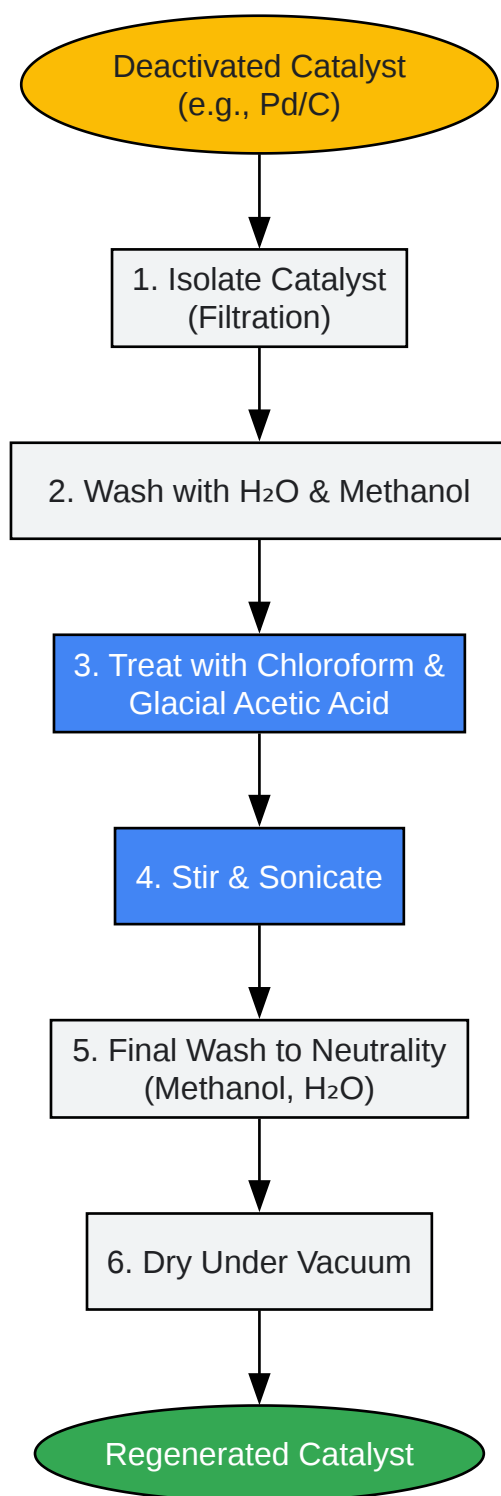 Deactivated Catalyst
(e.g., Pd/C)
1. Isolate Catalyst
(Filtration)
2. Wash with H₂O & Methanol
3. Treat with Chloroform &
Glacial Acetic Acid
4. Stir & Sonicate
5. Final Wash to Neutrality
(Methanol, H₂O)
6. Dry Under Vacuum
Regenerated Catalyst